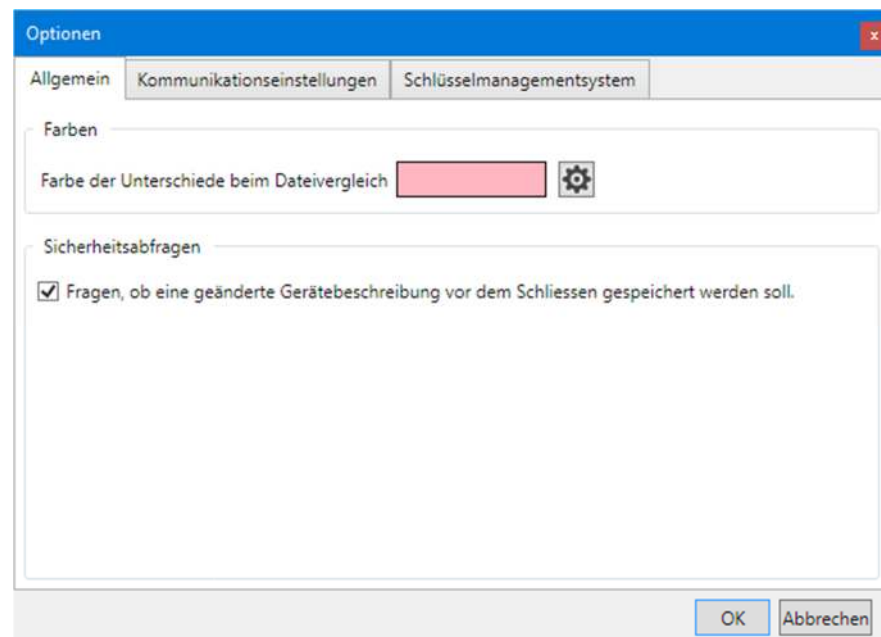 Optionen
x
Allgemein Kommunikationseinstellungen Schlüsselmanagementsystem
Farben
Farbe der Unterschiede beim Dateivergleich
Sicherheitsabfragen
Fragen, ob eine geänderte Gerätebeschreibung vor dem Schliessen gespeichert werden soll.
OK Abbrechen